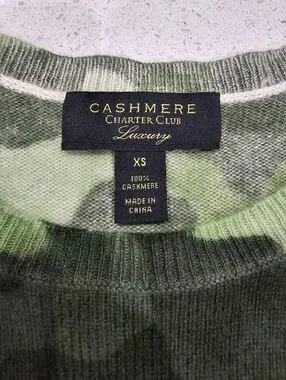 CASHMERE
CHARTER CLUB
Luxury
XS
100%
CASHMERE
MADE IN
CHINA